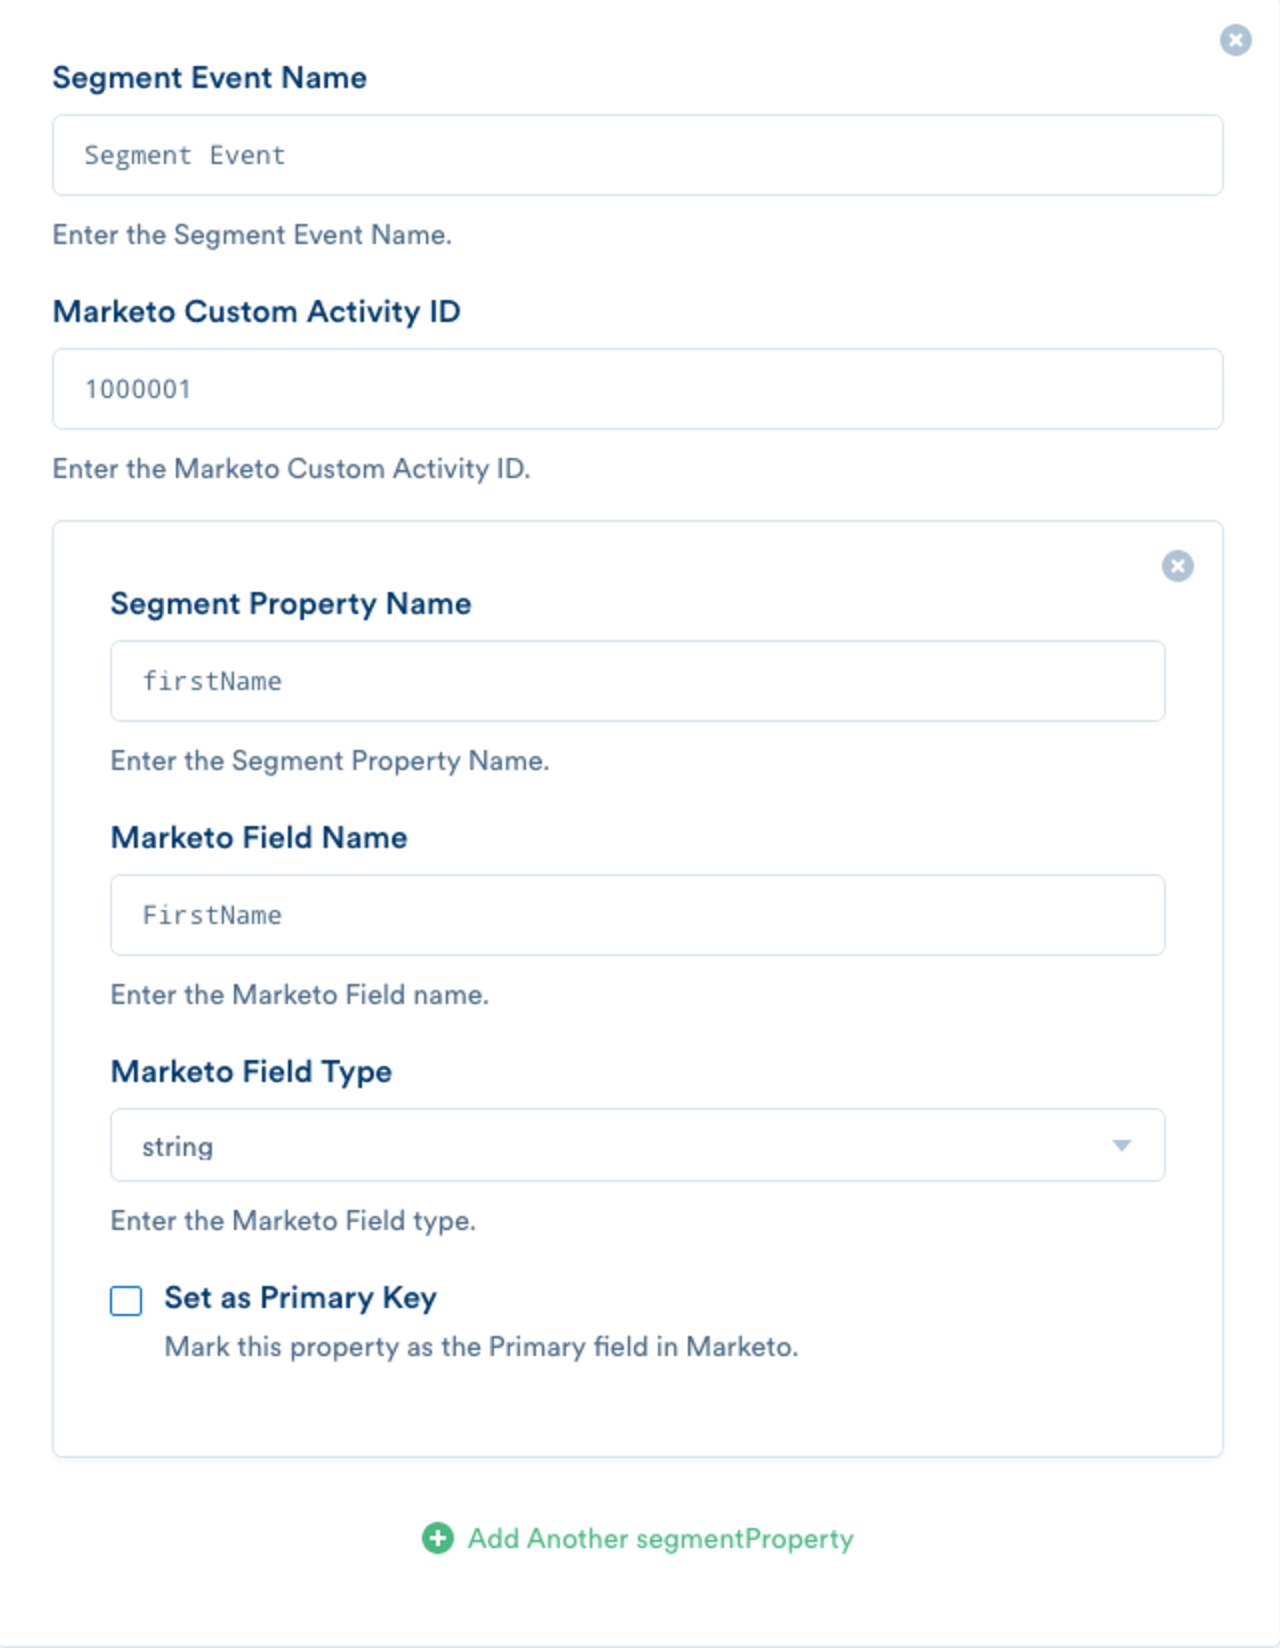 Segment Event Name
Segment Event
Enter the Segment Event Name.
Marketo Custom Activity ID
1000001
Enter the Marketo Custom Activity ID.
Segment Property Name
firstName
Enter the Segment Property Name.
Marketo Field Name
FirstName
Enter the Marketo Field name.
Marketo Field Type
string
Enter the Marketo Field type.
Set as Primary Key
Mark this property as the Primary field in Marketo.
Add Another segmentProperty